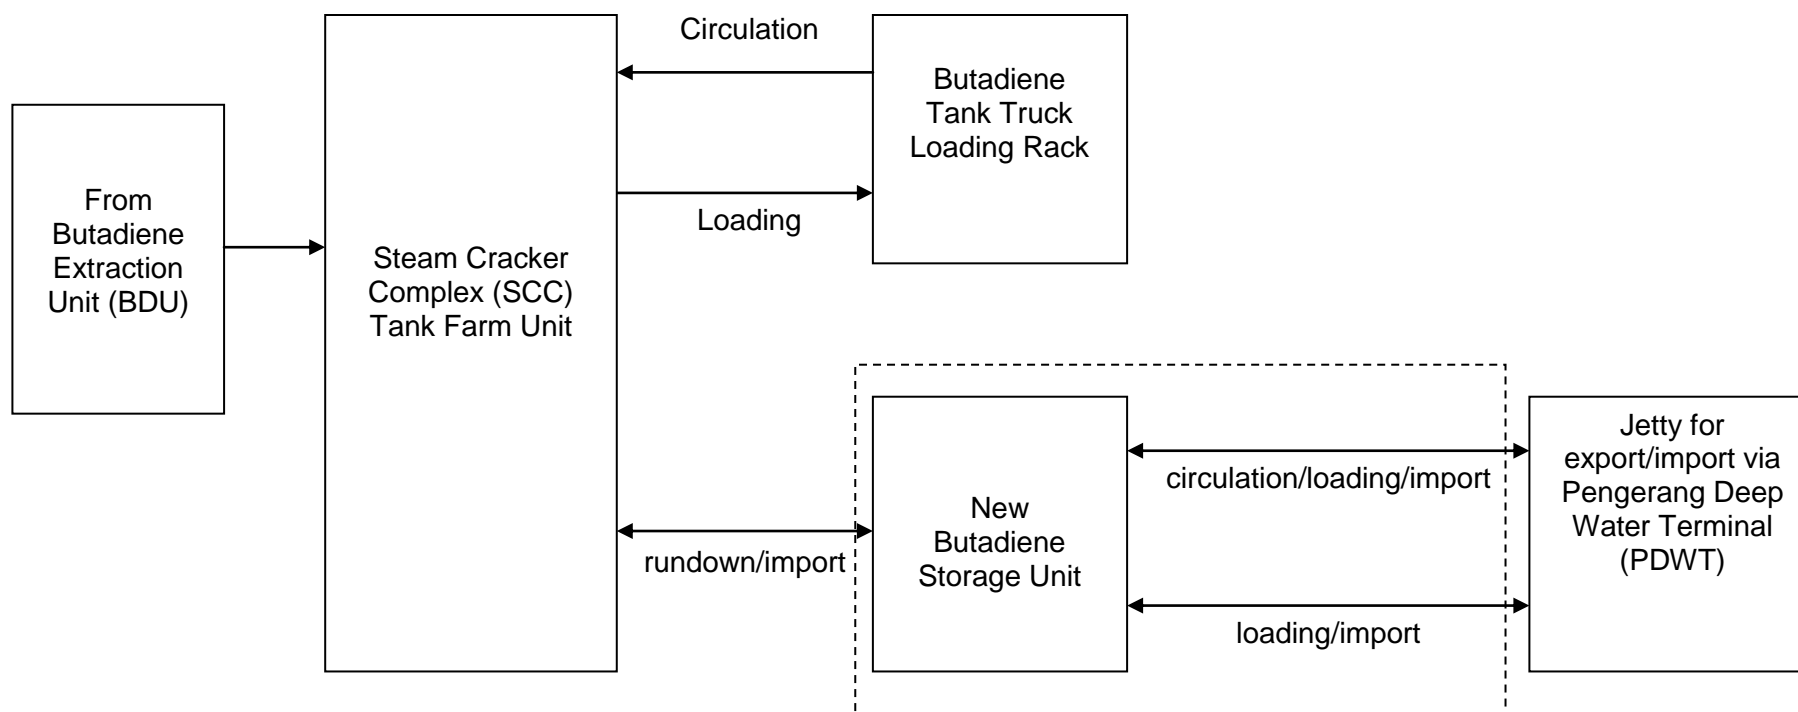 Circulation
Butadiene
Tank Truck
Loading Rack
Loading
From
Butadiene
Extraction
Unit (BDU)
Steam Cracker
Complex (SCC)
Tank Farm Unit
rundown/import
New
Butadiene
Storage Unit
circulation/loading/import
loading/import
Jetty for
export/import via
Pengerang Deep
Water Terminal
(PDWT)